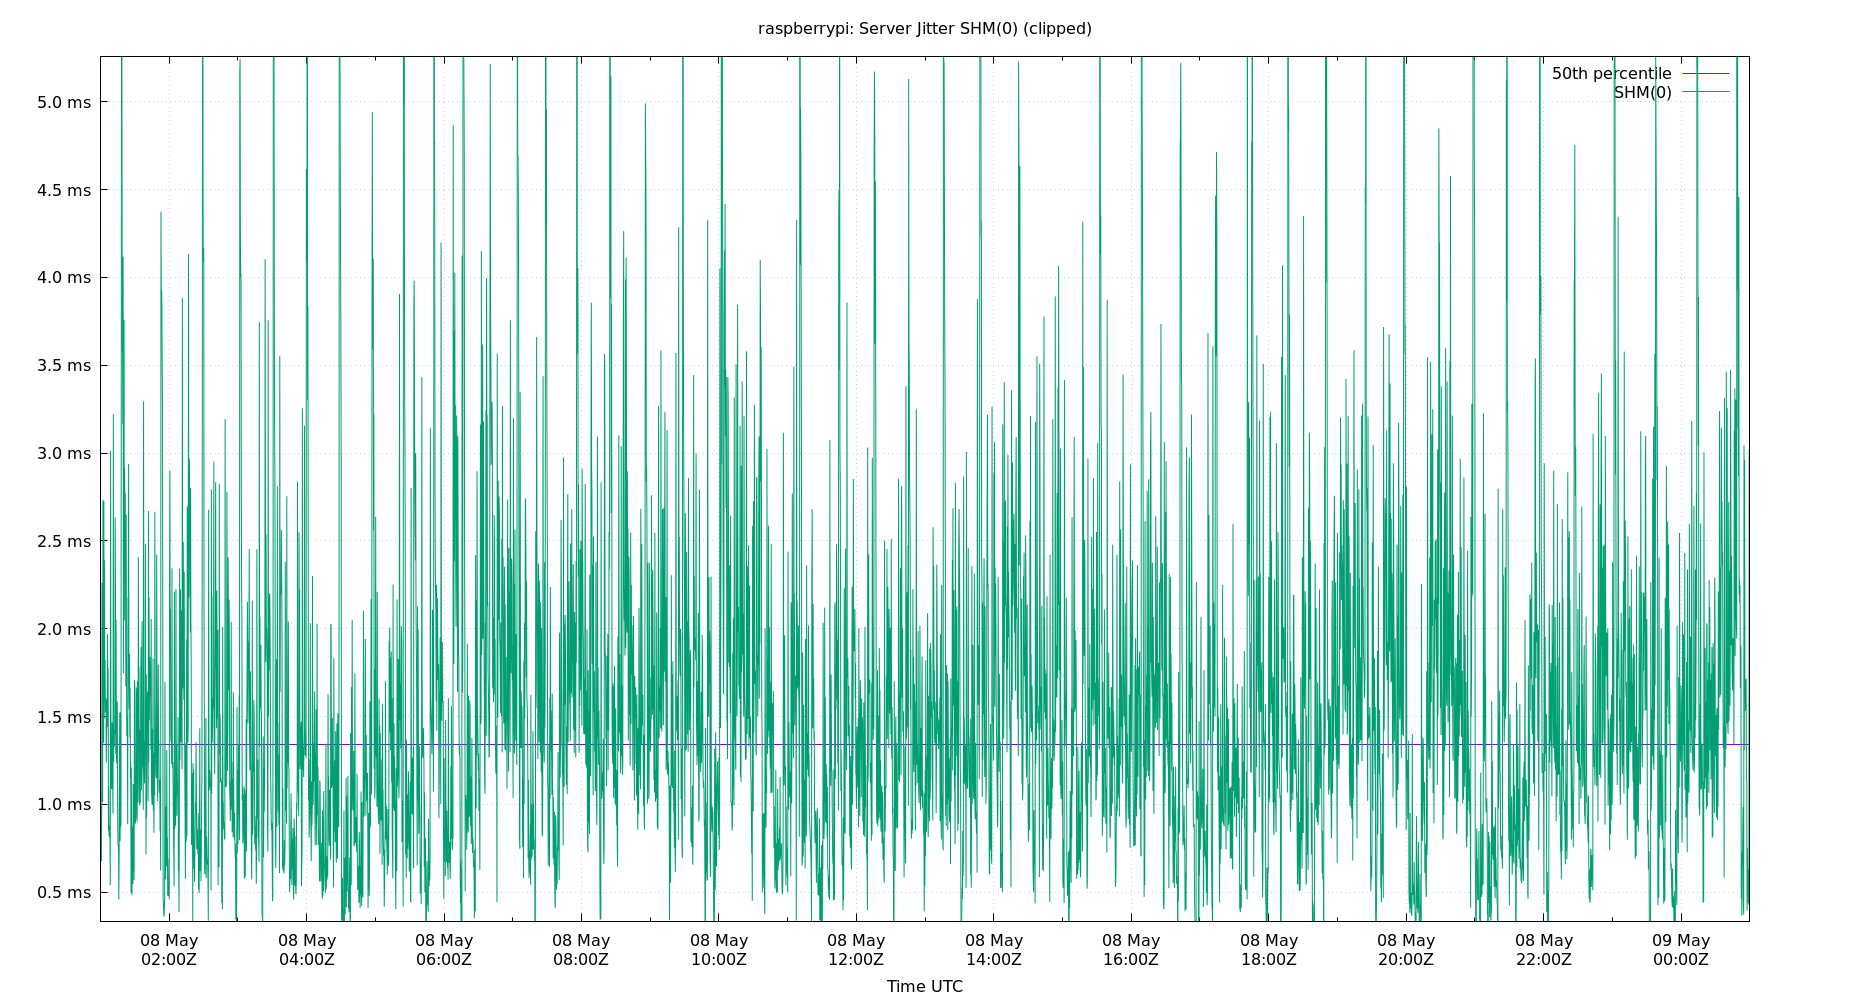 raspberrypi: Server Jitter SHM(0) (clipped)
50th percentile
SHM(0)
5.0 ms
4.5 ms
4.0 ms
3.5 ms
3.0 ms
2.5 ms
2.0 ms
1.5 ms
1.0 ms
0.5 ms
08 May 08 May 08 May 08 May 08 May 08 May 08 May 08 May 08 May 08 May 08 May 09 May
02:00Z 04:00Z 06:00Z 08:00Z 10:00Z 12:00Z 14:00Z 16:00Z 18:00Z 20:00Z 22:00Z 00:00Z
Time UTC